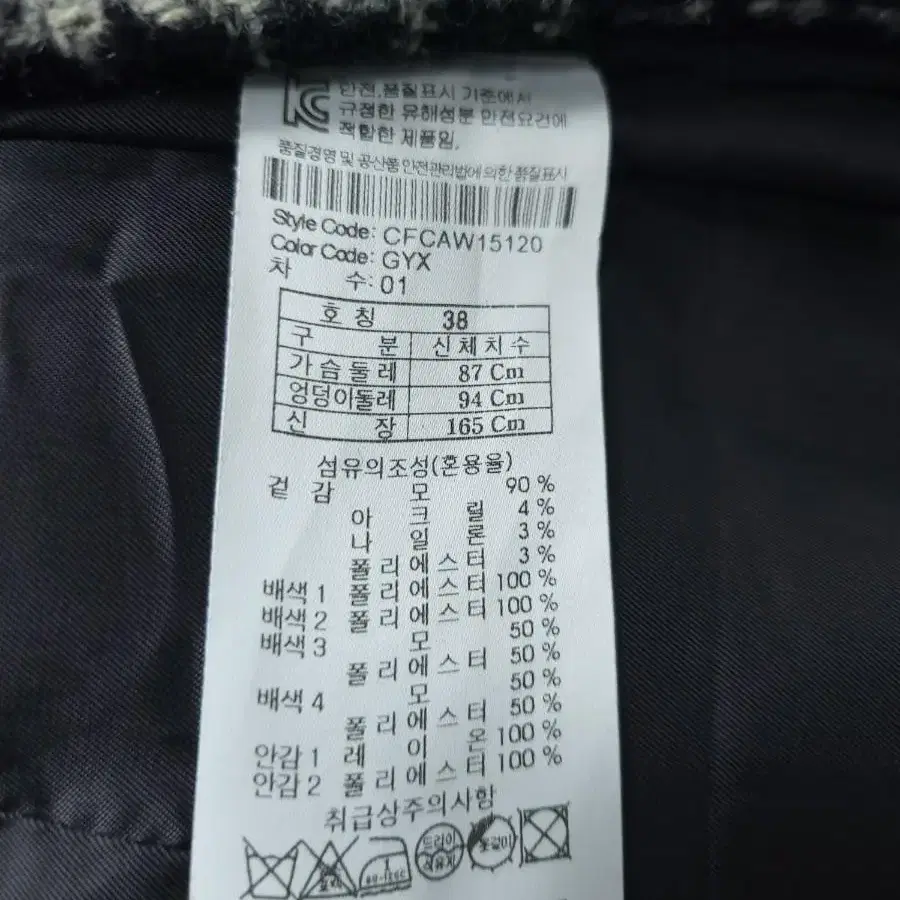 안전.품질표시 기준에서
규정한 유해성분 안전요건에
적합한 제품임.
품질경영 및 공산품 안전관리법에 의한 품질표시
Style Code: CFCAW15120
Color Code: GYX
차 수: 01
호 칭 38
구 분 신체치수
가슴둘레 87 Cm
엉덩이둘레 94 Cm
신 장 165 Cm
섬유의조성(혼용율)
겉 감 모 90 %
아 크 릴 4 %
나 일 론 3 %
폴리에스터 3 %
배색 1 폴리에스터 100 %
배색 2 폴리에스터 100 %
배색 3 모 50 %
폴리에스터 50 %
배색 4 모 50 %
폴리에스터 50 %
안감 1 레 이 온 100 %
안감 2 폴리에스터 100 %
취급상주의사항
드라이
석유계
옷걸이